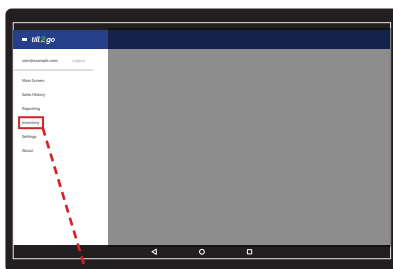 till2go
user@example.com Logout
Main Screen
Sales History
Reporting
Inventory
Settings
About